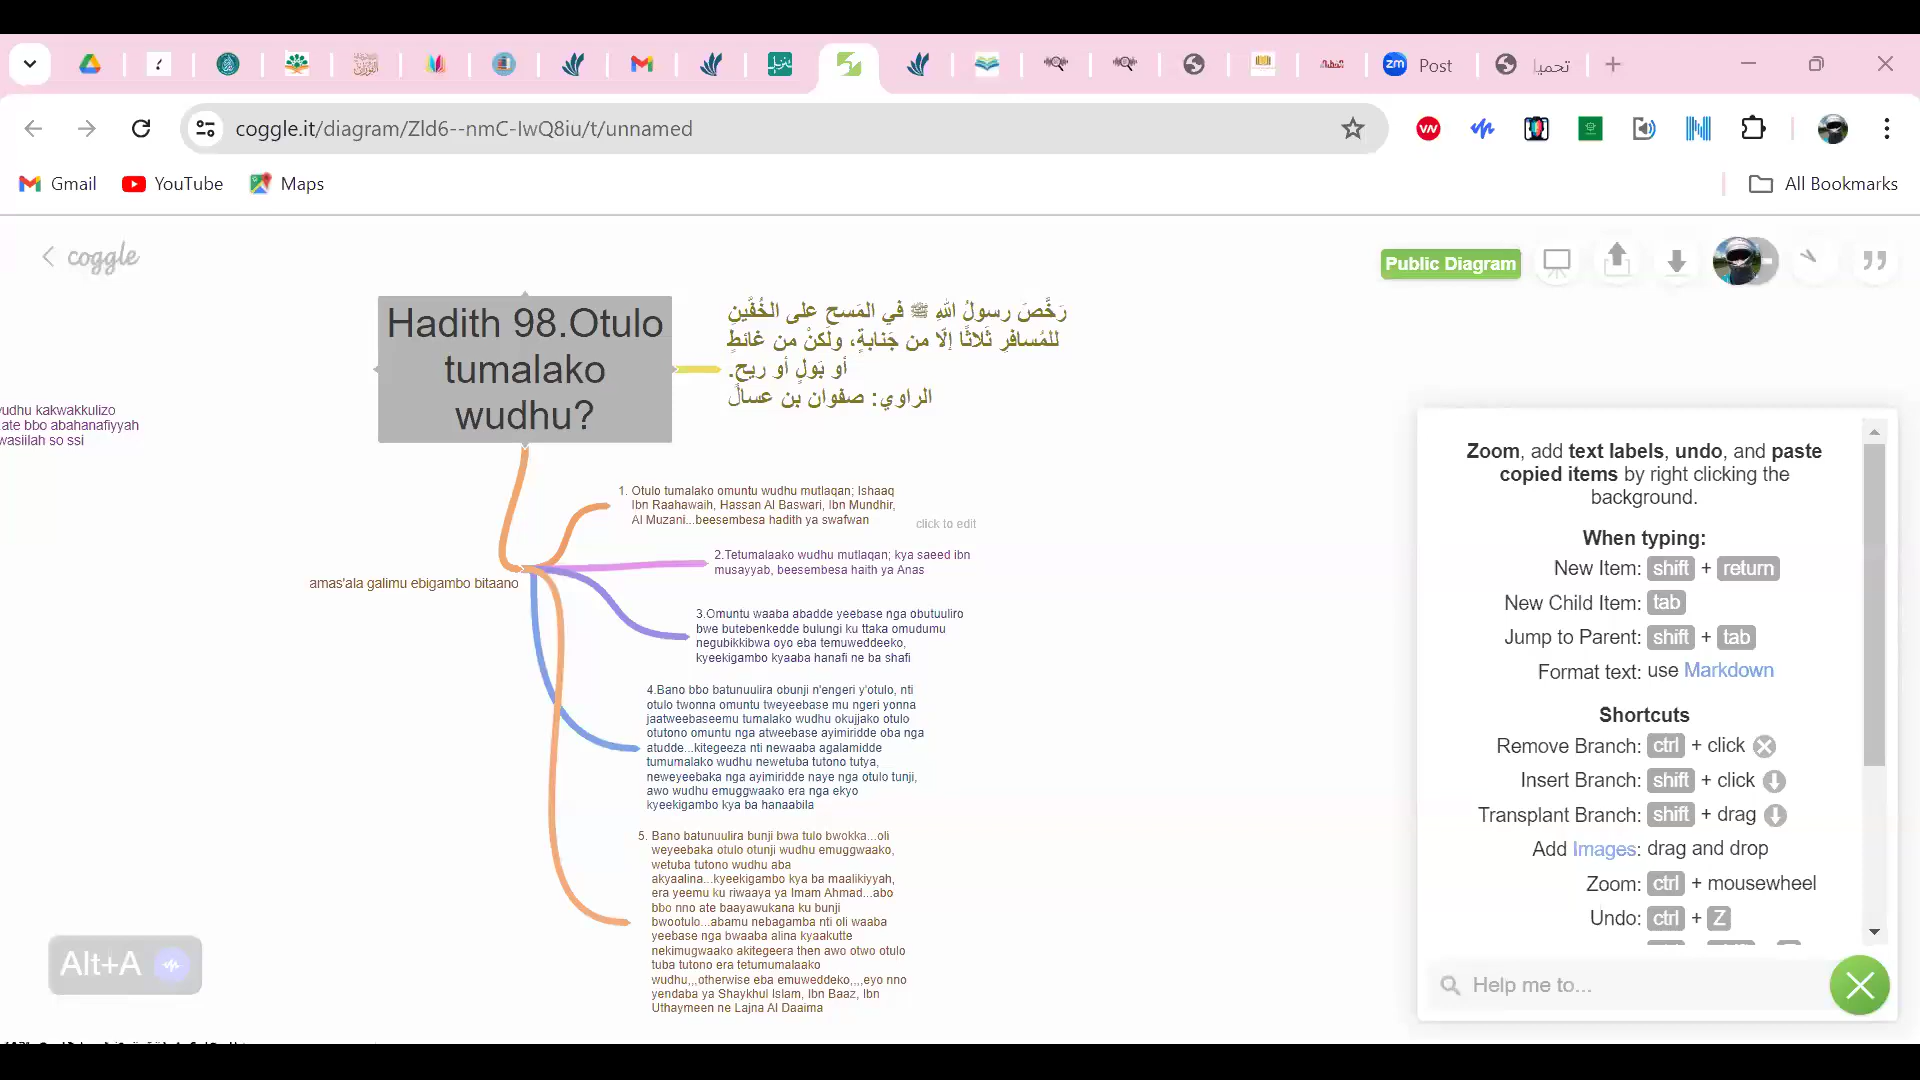 Post
تحميل
coggle.it/diagram/Zld6--nmC-IwQ8iu/t/unnamed
Gmail
YouTube
Maps
All Bookmarks
coggle
Public Diagram
Hadith 98.Otulo
tumalako
wudhu?
رَخَّصَ رسولُ اللهِ ﷺ في المَسحِ على الخُفَّينِ
للمُسافرِ ثَلاثًا إلّا من جَنابةٍ، ولَكنْ من غائطٍ
أو بَولٍ أو ريحٍ.
الراوي: صفوان بن عسال
wudhu kakwakkulizo
ate bbo abahanafiyyah
wasiilah so ssi
amas'ala galimu ebigambo bitaano
1. Otulo tumalako omuntu wudhu mutlaqan; Ishaaq
Ibn Raahawaih, Hassan Al Baswari, Ibn Mundhir,
Al Muzani...beesembesa hadith ya swafwan
click to edit
2.Tetumalaako wudhu mutlaqan; kya saeed ibn
musayyab, beesembesa haith ya Anas
3.Omuntu waaba abadde yeebase nga obutuuliro
bwe butebenkedde bulungi ku ttaka omudumu
negubikkibwa oyo eba temuweddeeko,
kyeekigambo kyaaba hanafi ne ba shafi
4.Bano bbo batunuulira obunji n'engeri y'otulo, nti
otulo twonna omuntu tweyeebase mu ngeri yonna
jaatweebaseemu tumalako wudhu okujjako otulo
otutono omuntu nga atweebase ayimiridde oba nga
atudde...kitegeeza nti newaaba agalamidde
tumumalako wudhu newetuba tutono tutya,
neweyeebaka nga ayimiridde naye nga otulo tunji,
awo wudhu emuggwaako era nga ekyo
kyeekigambo kya ba hanaabila
5. Bano batunuulira bunji bwa tulo bwokka...oli
weyeebaka otulo otunji wudhu emuggwaako,
wetuba tutono wudhu aba
akyaalina...kyeekigambo kya ba maalikiyyah,
era yeemu ku riwaaya ya Imam Ahmad...abo
bbo nno ate baayawukana ku bunji
bwootulo...abamu nebagamba nti oli waaba
yeebase nga bwaaba alina kyaakutte
nekimugwaako akitegeera then awo otwo otulo
tuba tutono era tetumumalaako
wudhu,,,otherwise eba emuweddeko,,,,eyo nno
yendaba ya Shaykhul Islam, Ibn Baaz, Ibn
Uthaymeen ne Lajna Al Daaima
Zoom, add text labels, undo, and paste
copied items by right clicking the
background.
When typing:
New Item: shift + return
New Child Item: tab
Jump to Parent: shift + tab
Format text: use Markdown
Shortcuts
Remove Branch: ctrl + click
Insert Branch: shift + click
Transplant Branch: shift + drag
Add Images: drag and drop
Zoom: ctrl + mousewheel
Undo: ctrl + Z
Help me to...
Alt+A